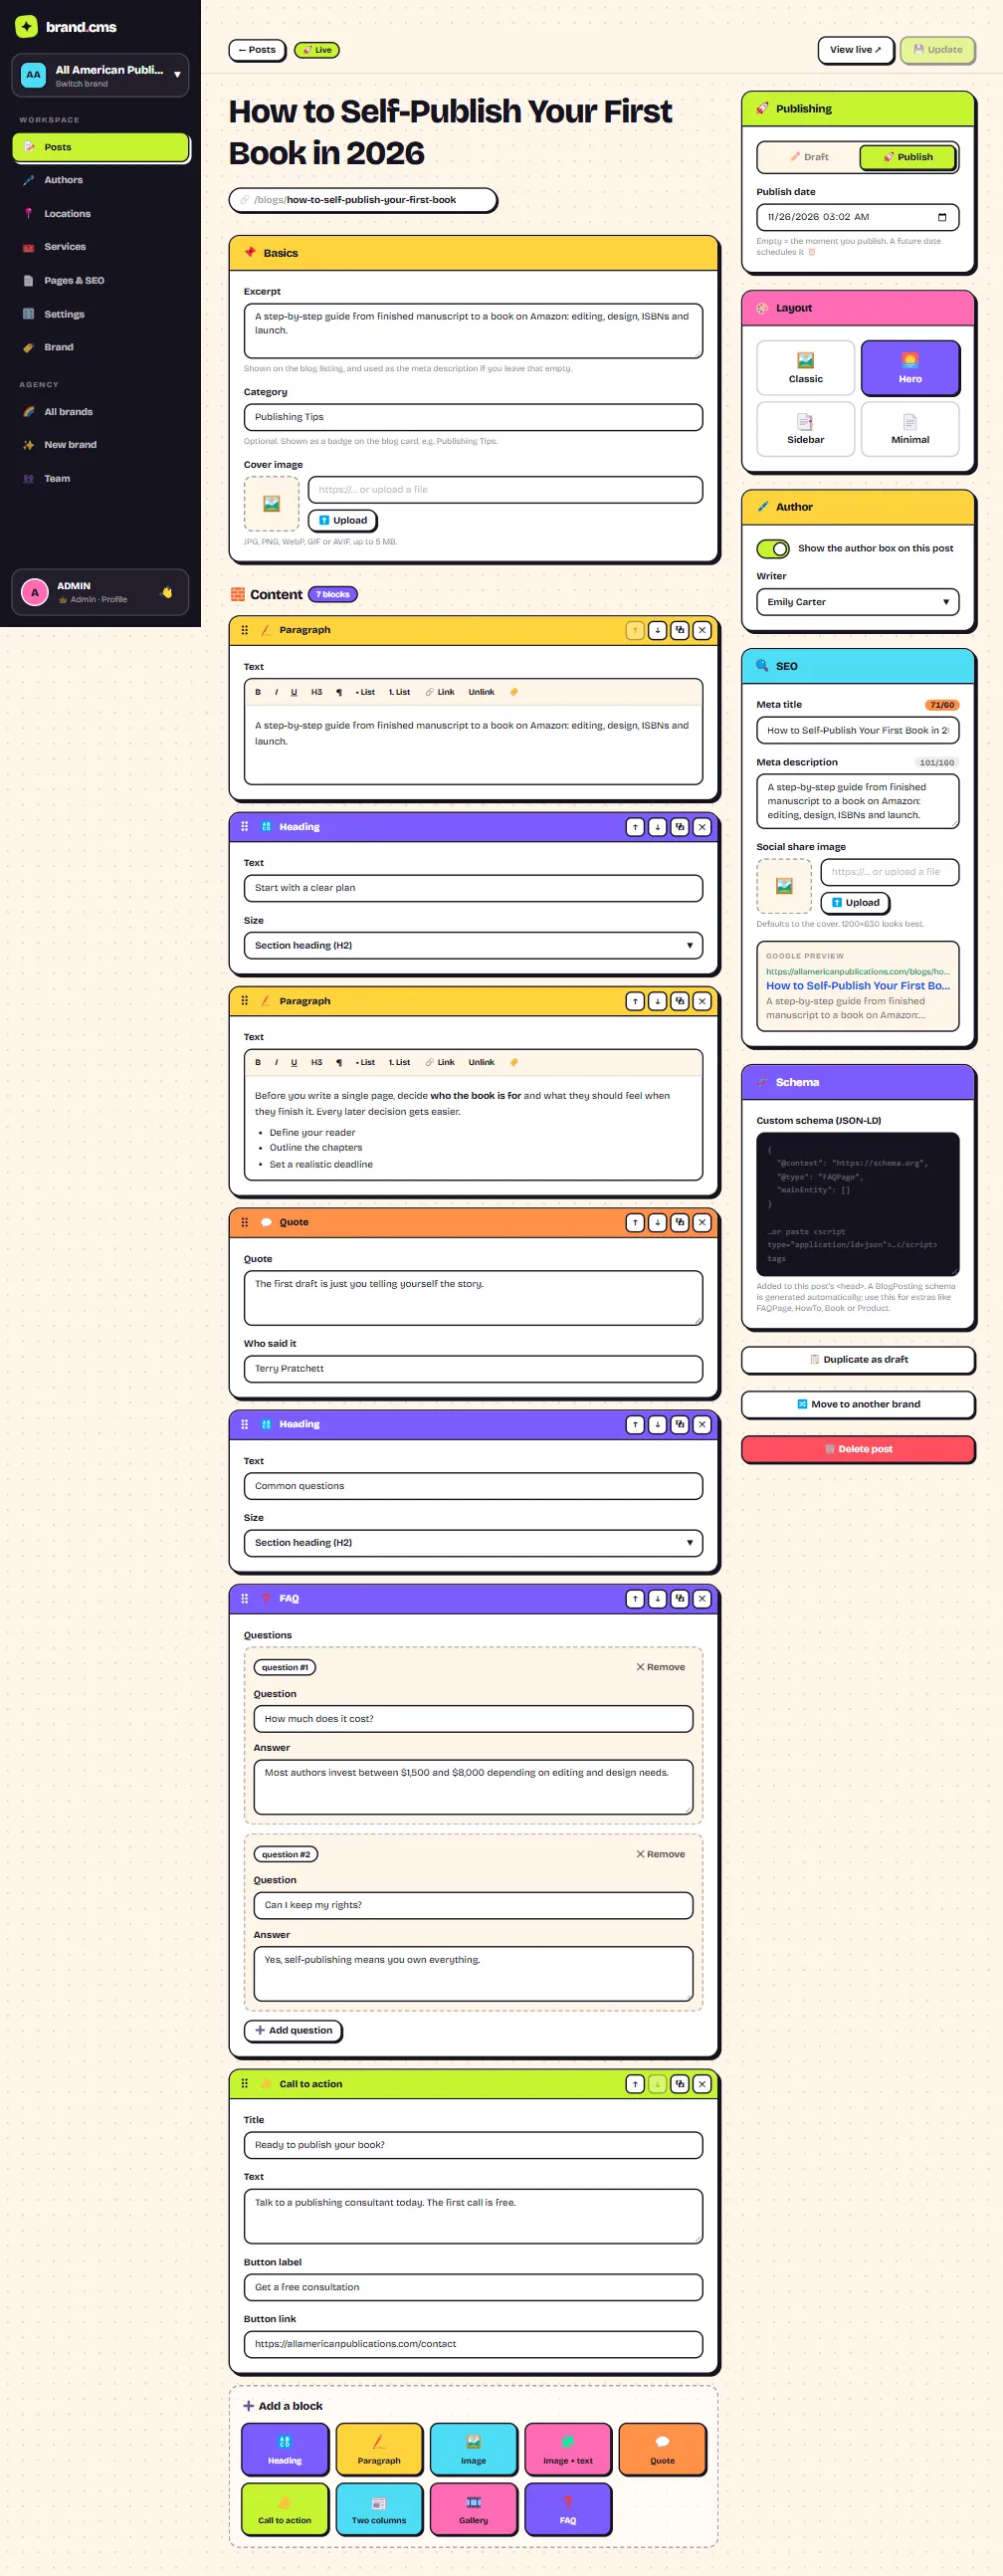 brand.cms
AA
All American Publi...
Switch brand
WORKSPACE
Posts
Authors
Locations
Services
Pages & SEO
Settings
Brand
AGENCY
All brands
New brand
Team
A
ADMIN
Admin · Profile
← Posts
Live
View live ↗
Update
How to Self-Publish Your First
Book in 2026
/blogs/how-to-self-publish-your-first-book
Basics
Excerpt
A step-by-step guide from finished manuscript to a book on Amazon: editing, design, ISBNs and
launch.
Shown on the blog listing, and used as the meta description if you leave that empty.
Category
Publishing Tips
Optional. Shown as a badge on the blog card, e.g. Publishing Tips.
Cover image
https://... or upload a file
Upload
JPG, PNG, WebP, GIF or AVIF, up to 5 MB.
Content
7 blocks
Paragraph
Text
B I U H3 ¶ • List 1. List Link Unlink
A step-by-step guide from finished manuscript to a book on Amazon: editing, design, ISBNs and
launch.
Heading
Text
Start with a clear plan
Size
Section heading (H2)
Paragraph
Text
B I U H3 ¶ • List 1. List Link Unlink
Before you write a single page, decide who the book is for and what they should feel when
they finish it. Every later decision gets easier.
• Define your reader
• Outline the chapters
• Set a realistic deadline
Quote
Quote
The first draft is just you telling yourself the story.
Who said it
Terry Pratchett
Heading
Text
Common questions
Size
Section heading (H2)
FAQ
Questions
question #1
Remove
Question
How much does it cost?
Answer
Most authors invest between $1,500 and $8,000 depending on editing and design needs.
question #2
Remove
Question
Can I keep my rights?
Answer
Yes, self-publishing means you own everything.
Add question
Call to action
Title
Ready to publish your book?
Text
Talk to a publishing consultant today. The first call is free.
Button label
Get a free consultation
Button link
https://allamericanpublications.com/contact
Add a block
Heading
Paragraph
Image
Image + text
Quote
Call to action
Two columns
Gallery
FAQ
Publishing
Draft
Publish
Publish date
11/26/2026 03:02 AM
Empty = the moment you publish. A future date
schedules it
Layout
Classic
Hero
Sidebar
Minimal
Author
Show the author box on this post
Writer
Emily Carter
SEO
Meta title
71/60
How to Self-Publish Your First Book in 2
Meta description
101/160
A step-by-step guide from finished
manuscript to a book on Amazon:
editing, design, ISBNs and launch.
Social share image
https://... or upload a file
Upload
Defaults to the cover. 1200×630 looks best.
GOOGLE PREVIEW
https://allamericanpublications.com/blogs/ho...
How to Self-Publish Your First Bo...
A step-by-step guide from finished
manuscript to a book on Amazon:...
Schema
Custom schema (JSON-LD)
{
"@context": "https://schema.org",
"@type": "FAQPage",
"mainEntity": []
}
…or paste <script
type="application/ld+json">…</script>
tags
Added to this post's <head>. A BlogPosting schema
is generated automatically; use this for extras like
FAQPage, HowTo, Book or Product.
Duplicate as draft
Move to another brand
Delete post